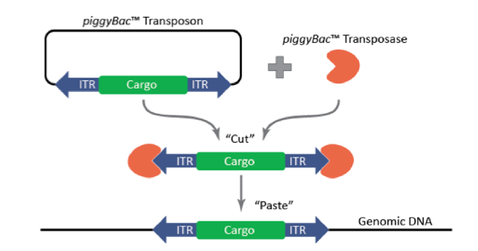 piggyBac™ Transposon
piggyBac™ Transposase
ITR Cargo ITR
"Cut"
ITR Cargo ITR
"Paste"
ITR Cargo ITR
Genomic DNA